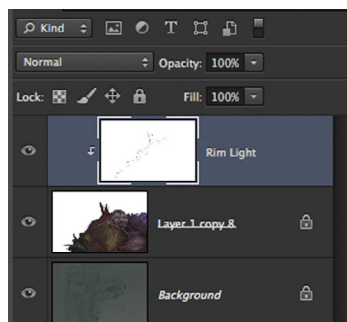 Kind
Normal Opacity: 100%
Lock: Fill: 100%
Rim Light
Layer 1 copy 8
Background